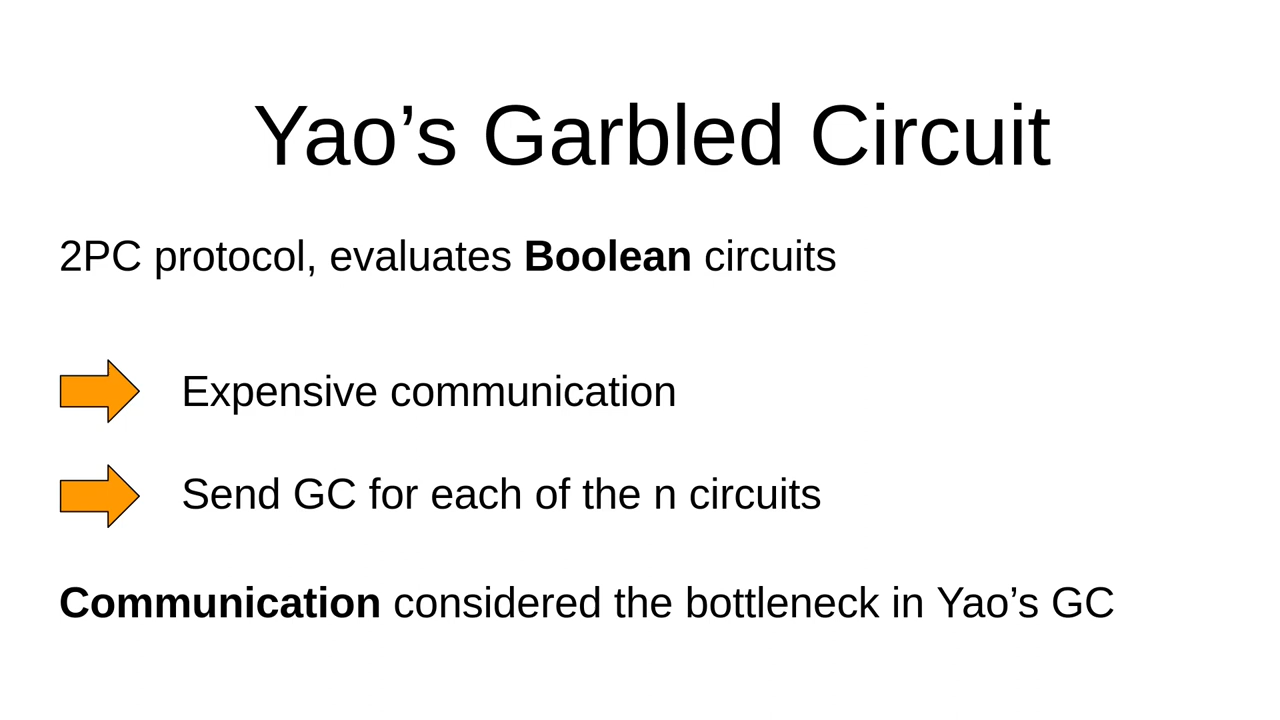 Yao’s Garbled Circuit
2PC protocol, evaluates Boolean circuits
Expensive communication
Send GC for each of the n circuits
Communication considered the bottleneck in Yao’s GC